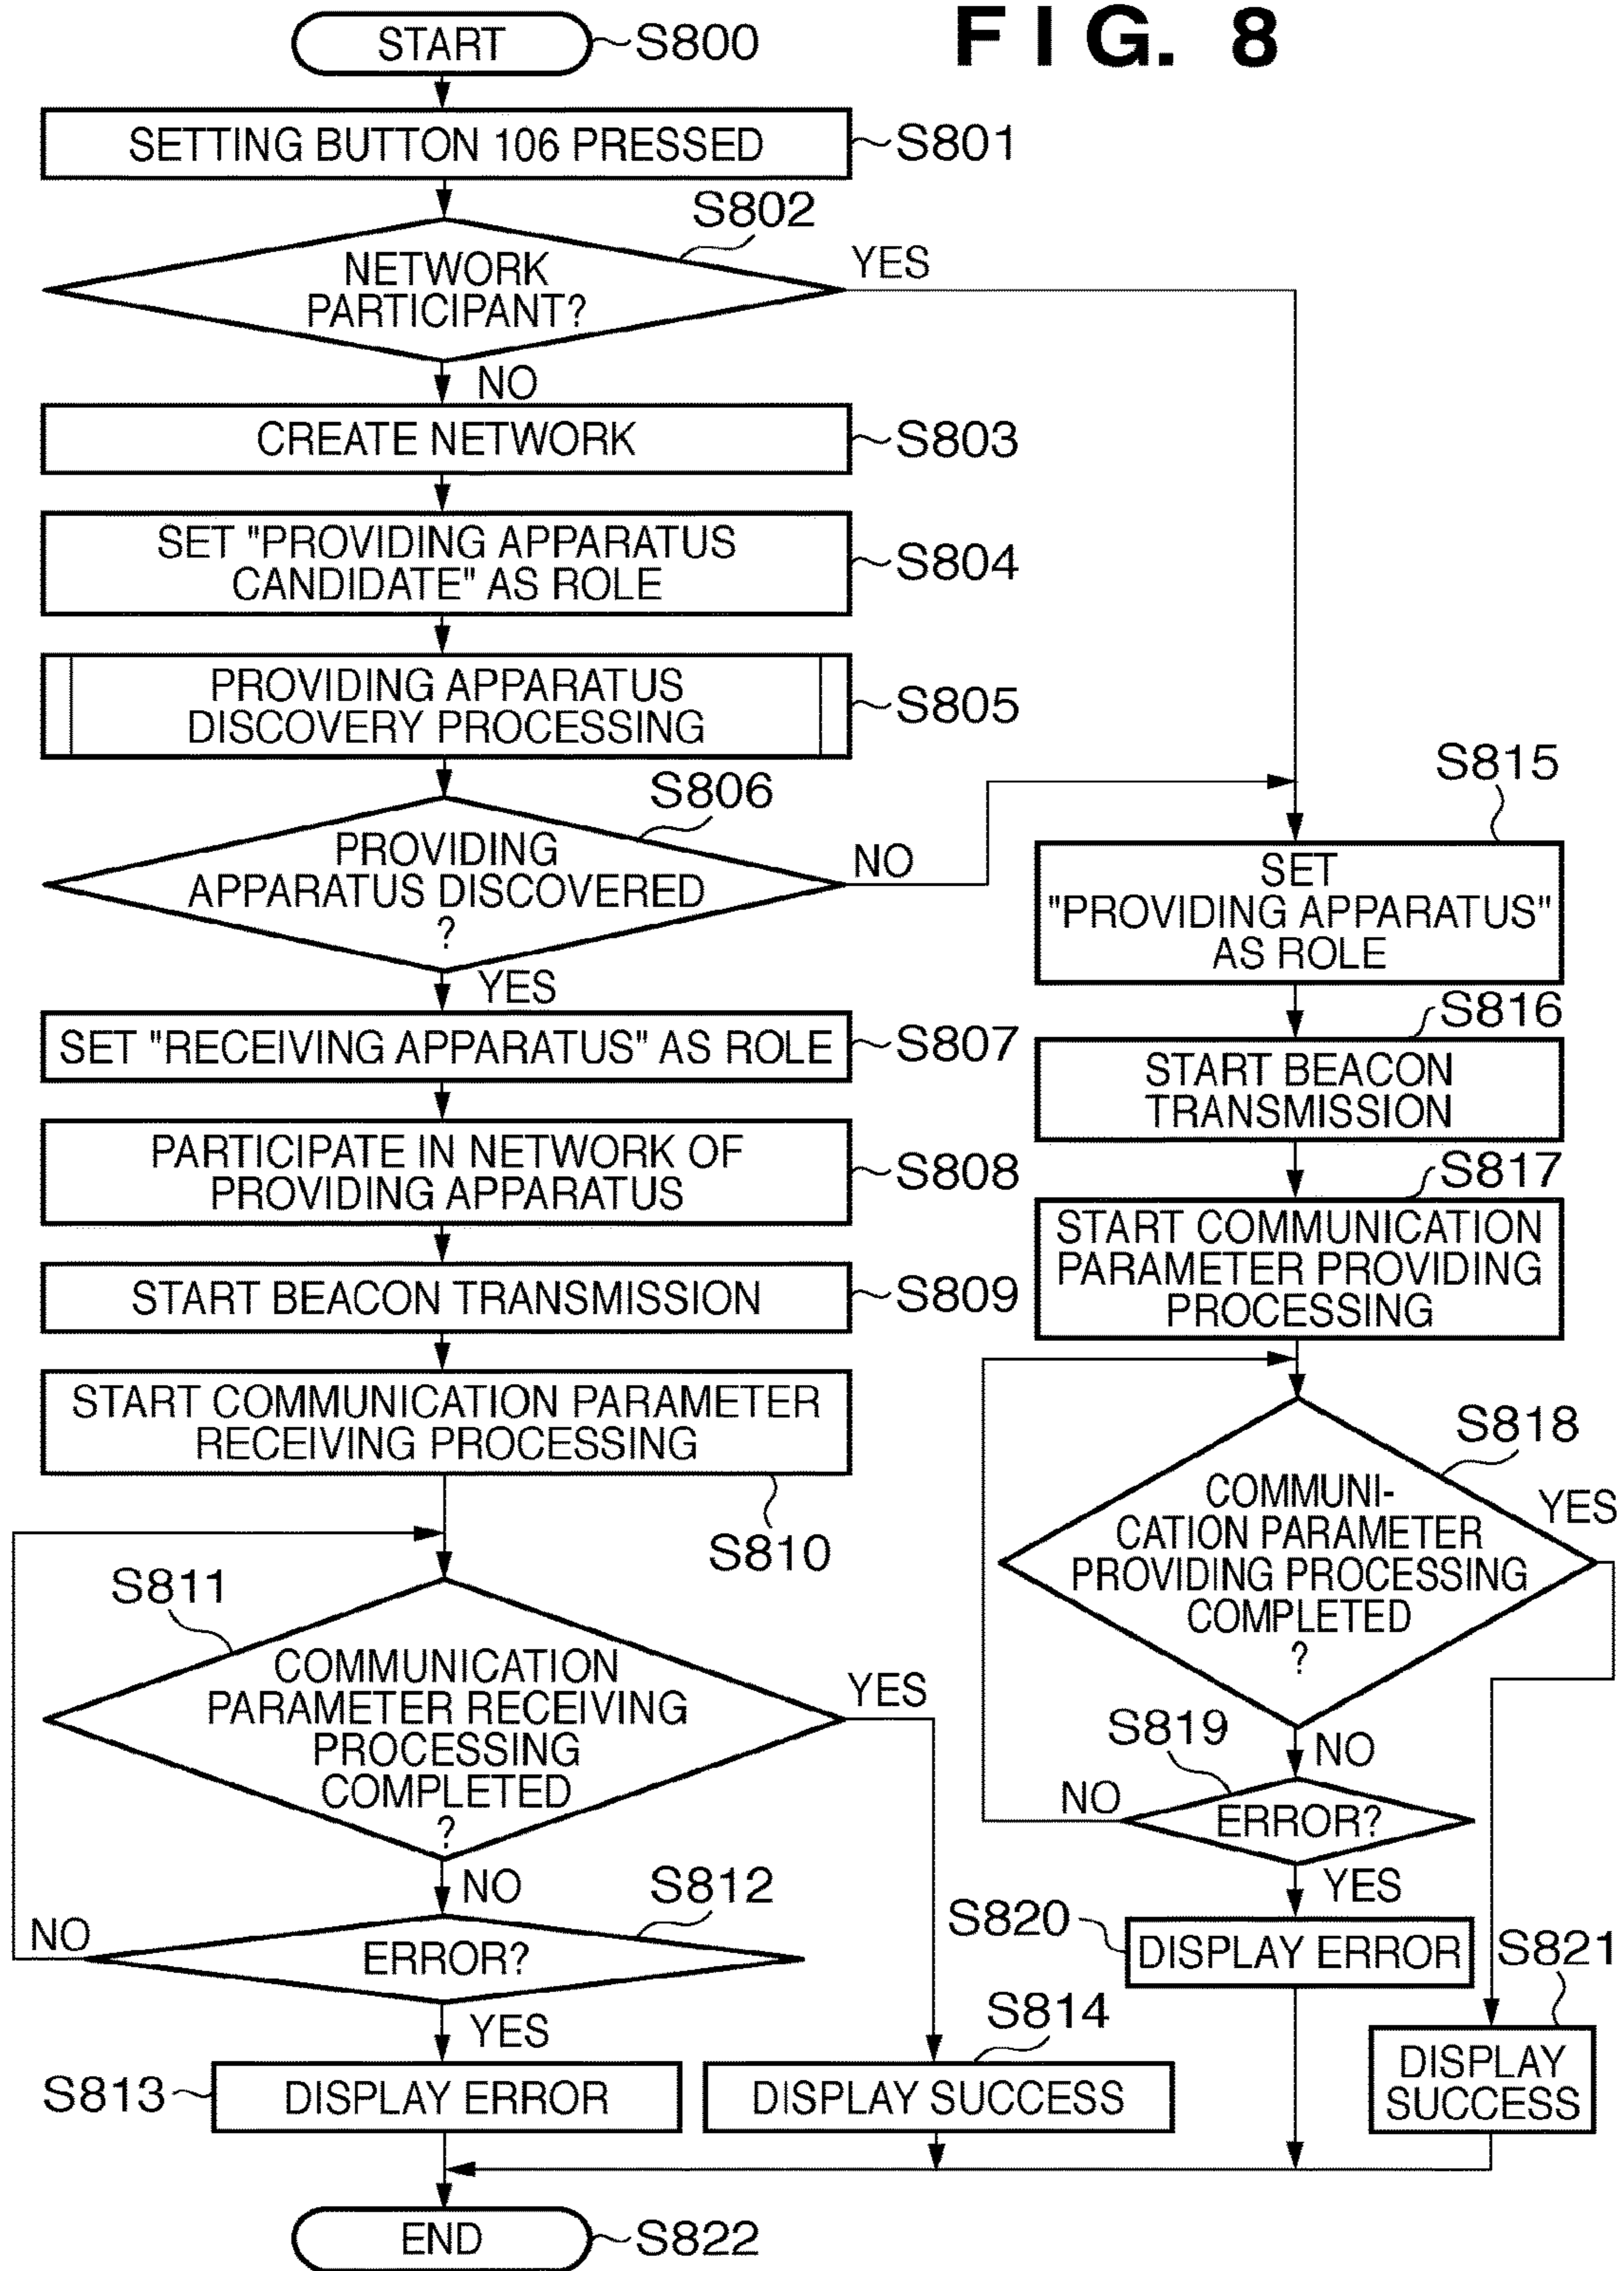 FIG. 8
START
S800
SETTING BUTTON 106 PRESSED
S801
S802
NETWORK
PARTICIPANT?
YES
NO
CREATE NETWORK
S803
SET "PROVIDING APPARATUS
CANDIDATE" AS ROLE
S804
PROVIDING APPARATUS
DISCOVERY PROCESSING
S805
S806
PROVIDING
APPARATUS DISCOVERED
?
NO
YES
SET "RECEIVING APPARATUS" AS ROLE
S807
PARTICIPATE IN NETWORK OF
PROVIDING APPARATUS
S808
START BEACON TRANSMISSION
S809
START COMMUNICATION PARAMETER
RECEIVING PROCESSING
S810
S811
COMMUNICATION
PARAMETER RECEIVING
PROCESSING
COMPLETED
?
YES
NO
S812
ERROR?
NO
YES
S813
DISPLAY ERROR
S814
DISPLAY SUCCESS
S815
SET
"PROVIDING APPARATUS"
AS ROLE
S816
START BEACON
TRANSMISSION
S817
START COMMUNICATION
PARAMETER PROVIDING
PROCESSING
S818
COMMUNI-
CATION PARAMETER
PROVIDING PROCESSING
COMPLETED
?
YES
NO
S819
ERROR?
NO
YES
S820
DISPLAY ERROR
S821
DISPLAY
SUCCESS
END
S822